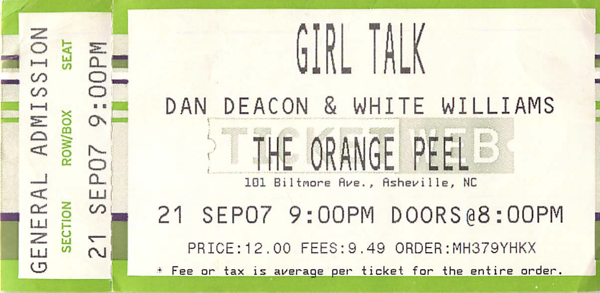 GENERAL ADMISSION
SECTION ROW/BOX SEAT
21 SEP07 9:00PM
GIRL TALK
DAN DEACON & WHITE WILLIAMS
TICKETWEB
THE ORANGE PEEL
101 Biltmore Ave., Asheville, NC
21 SEP07 9:00PM DOORS@8:00PM
PRICE:12.00 FEES:9.49 ORDER:MH379YHKX
* Fee or tax is average per ticket for the entire order.